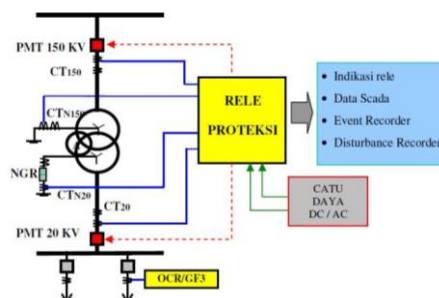 PMT 150 KV
CT150
CTN150
NGR
CTN20
CT20
PMT 20 KV
RELE
PROTEKSI
• Indikasi rele
• Data Scada
• Event Recorder
• Disturbance Recorder
CATU
DAYA
DC / AC
OCR/GF3